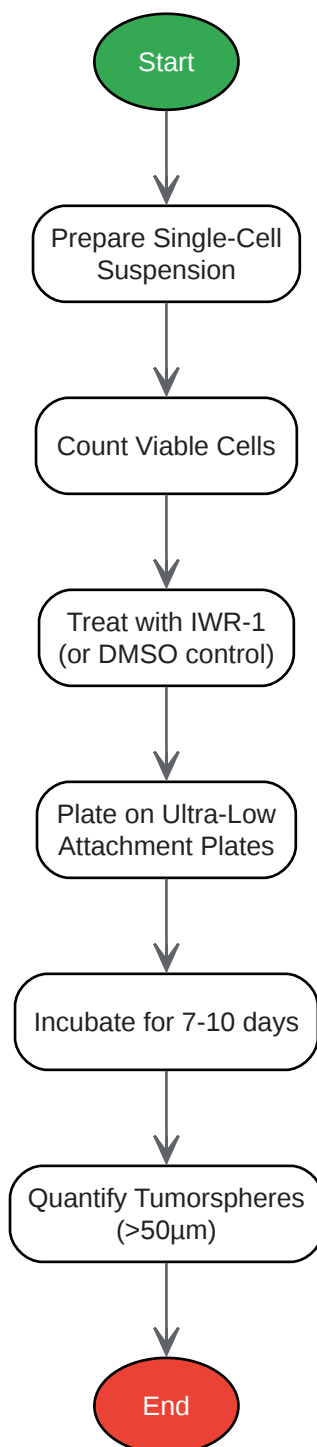 Start
Prepare Single-Cell
Suspension
Count Viable Cells
Treat with IWR-1
(or DMSO control)
Plate on Ultra-Low
Attachment Plates
Incubate for 7-10 days
Quantify Tumorspheres
(>50µm)
End